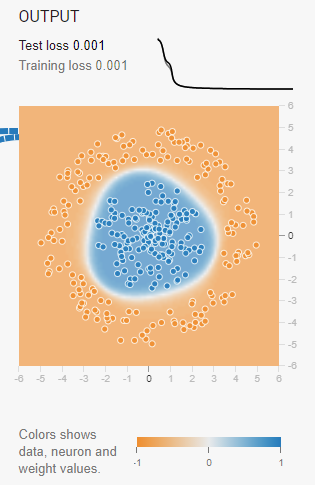 OUTPUT
Test loss 0.001
Training loss 0.001
6
5
4
3
2
1
0
-1
-2
-3
-4
-5
-6
-6 -5 -4 -3 -2 -1 0 1 2 3 4 5 6
Colors shows
data, neuron and
weight values.
-1 0 1